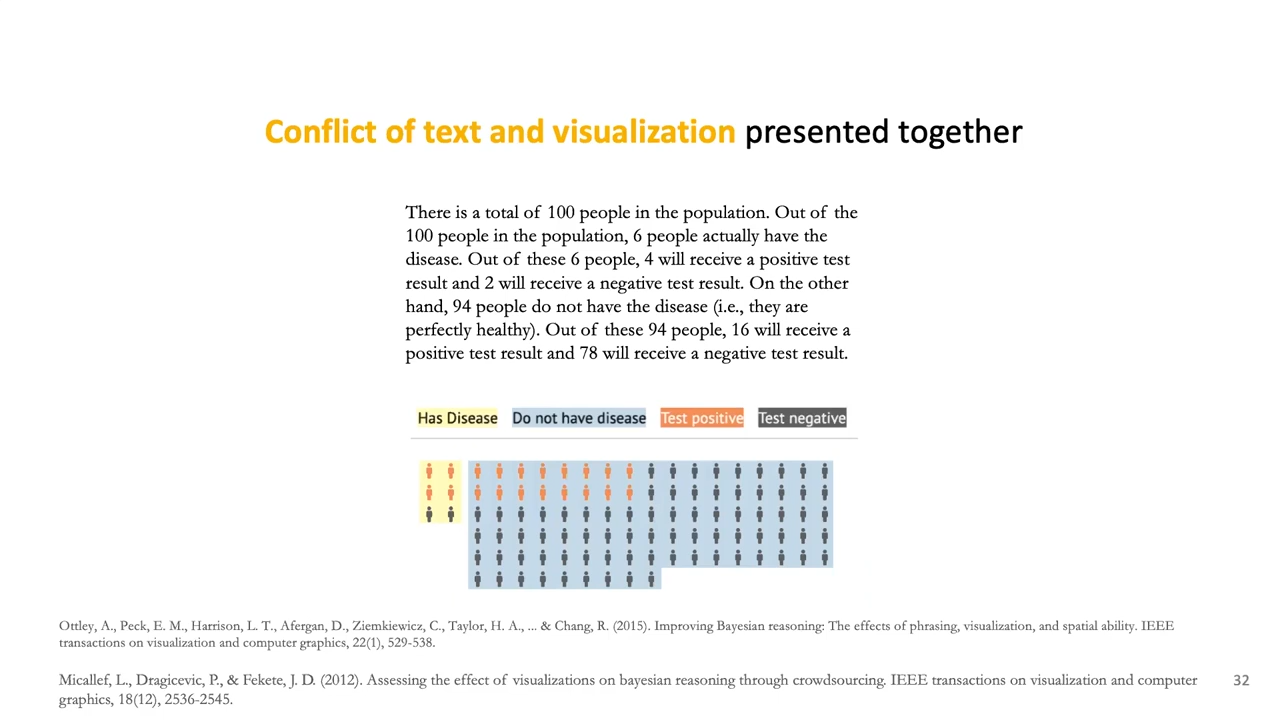 Conflict of text and visualization presented together
There is a total of 100 people in the population. Out of the
100 people in the population, 6 people actually have the
disease. Out of these 6 people, 4 will receive a positive test
result and 2 will receive a negative test result. On the other
hand, 94 people do not have the disease (i.e., they are
perfectly healthy). Out of these 94 people, 16 will receive a
positive test result and 78 will receive a negative test result.
Has Disease Do not have disease Test positive Test negative
Ottley, A., Peck, E. M., Harrison, L. T., Afergan, D., Ziemkiewicz, C., Taylor, H. A., ... & Chang, R. (2015). Improving Bayesian reasoning: The effects of phrasing, visualization, and spatial ability. IEEE
transactions on visualization and computer graphics, 22(1), 529-538.
Micallef, L., Dragicevic, P., & Fekete, J. D. (2012). Assessing the effect of visualizations on bayesian reasoning through crowdsourcing. IEEE transactions on visualization and computer
graphics, 18(12), 2536-2545.
32